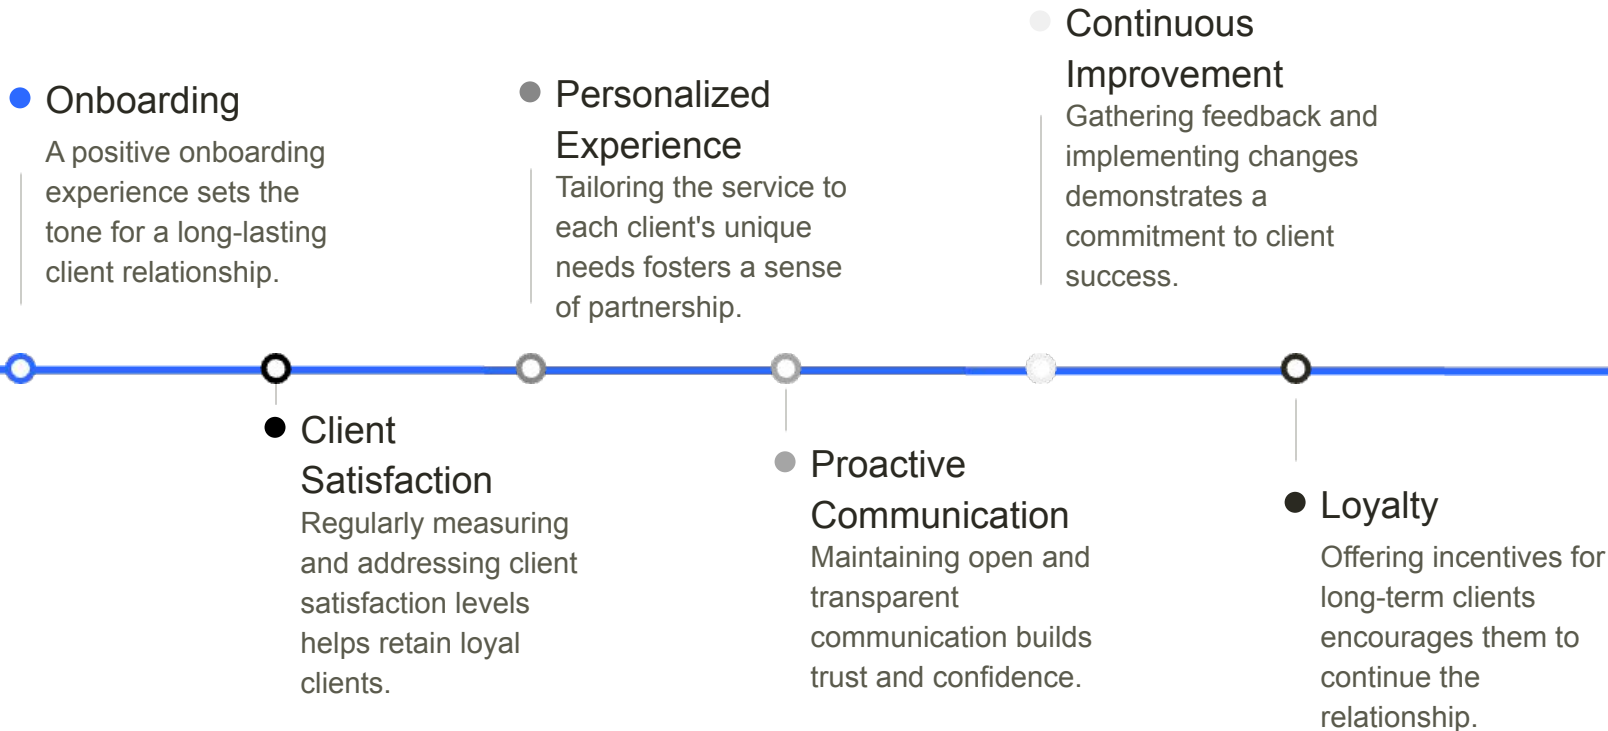 Onboarding
A positive onboarding
experience sets the
tone for a long-lasting
client relationship.
Client
Satisfaction
Regularly measuring
and addressing client
satisfaction levels
helps retain loyal
clients.
Personalized
Experience
Tailoring the service to
each client's unique
needs fosters a sense
of partnership.
Proactive
Communication
Maintaining open and
transparent
communication builds
trust and confidence.
Continuous
Improvement
Gathering feedback and
implementing changes
demonstrates a
commitment to client
success.
Loyalty
Offering incentives for
long-term clients
encourages them to
continue the
relationship.